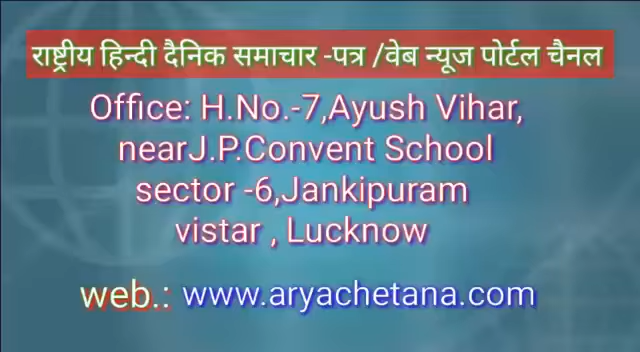 राष्ट्रीय हिन्दी दैनिक समाचार -पत्र /वेब न्यूज पोर्टल चैनल
Office: H.No.-7,Ayush Vihar,
nearJ.P.Convent School
sector -6,Jankipuram
vistar , Lucknow
web.: www.aryachetana.com